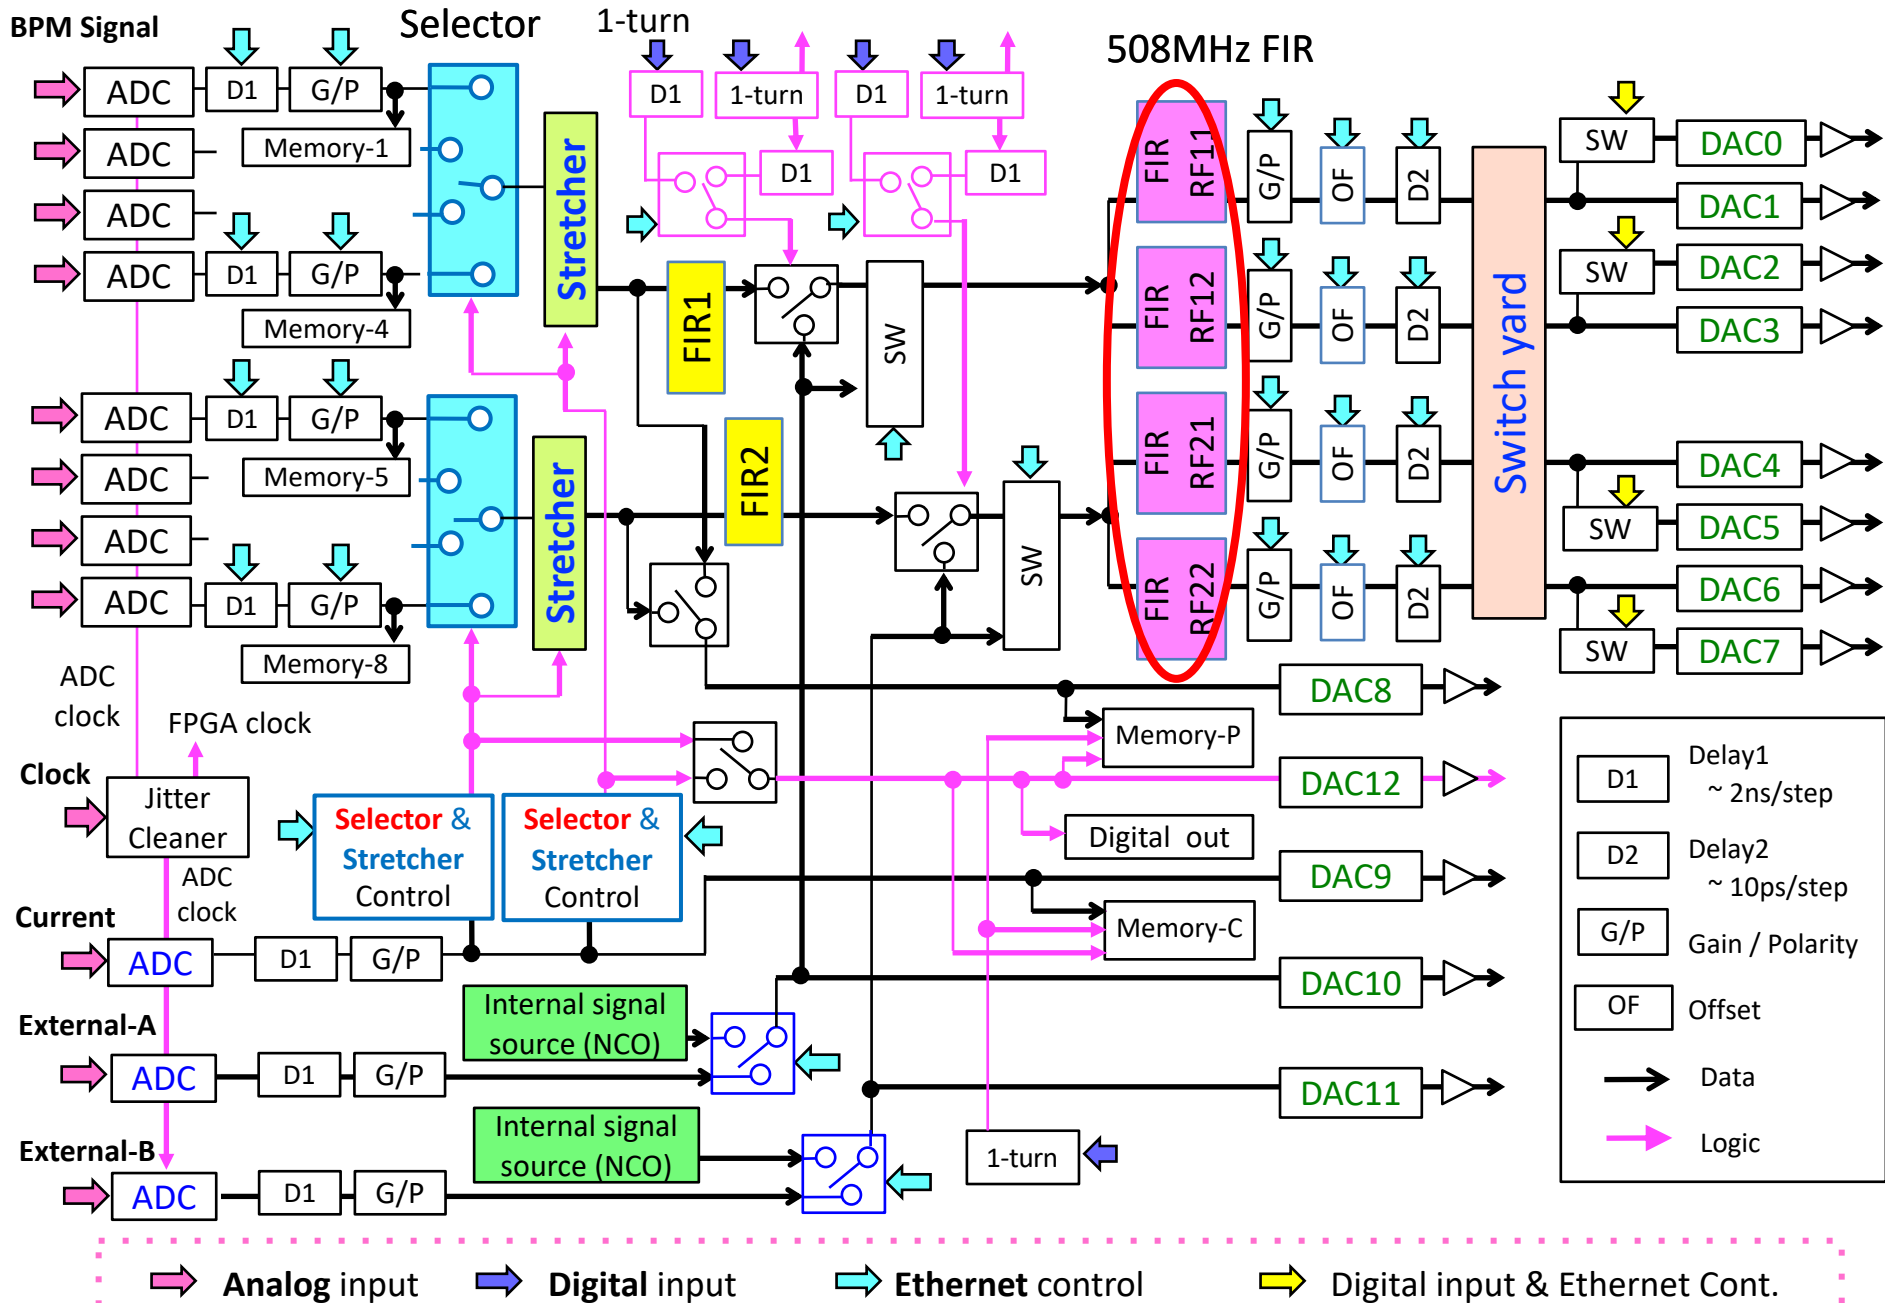 BPM Signal
Selector
1-turn
508MHz FIR
ADC
D1
G/P
Memory-1
ADC
ADC
ADC
D1
G/P
Memory-4
Stretcher
D1
1-turn
D1
D1
1-turn
D1
FIR1
SW
FIR
RF11
G/P
OF
D2
FIR
RF12
G/P
OF
D2
FIR
RF21
G/P
OF
D2
FIR
RF22
G/P
OF
D2
Switch yard
SW
DAC0
DAC1
SW
DAC2
DAC3
DAC4
SW
DAC5
DAC6
SW
DAC7
ADC
D1
G/P
Memory-5
ADC
ADC
ADC
D1
G/P
Memory-8
Stretcher
FIR2
SW
ADC
clock
FPGA clock
Clock
Jitter
Cleaner
ADC
clock
Selector &
Stretcher
Control
Selector &
Stretcher
Control
DAC8
Memory-P
DAC12
Digital out
DAC9
Memory-C
DAC10
DAC11
1-turn
Current
ADC
D1
G/P
External-A
ADC
D1
G/P
Internal signal
source (NCO)
External-B
ADC
D1
G/P
Internal signal
source (NCO)
D1
Delay1
~ 2ns/step
D2
Delay2
~ 10ps/step
G/P
Gain / Polarity
OF
Offset
Data
Logic
Analog input
Digital input
Ethernet control
Digital input & Ethernet Cont.